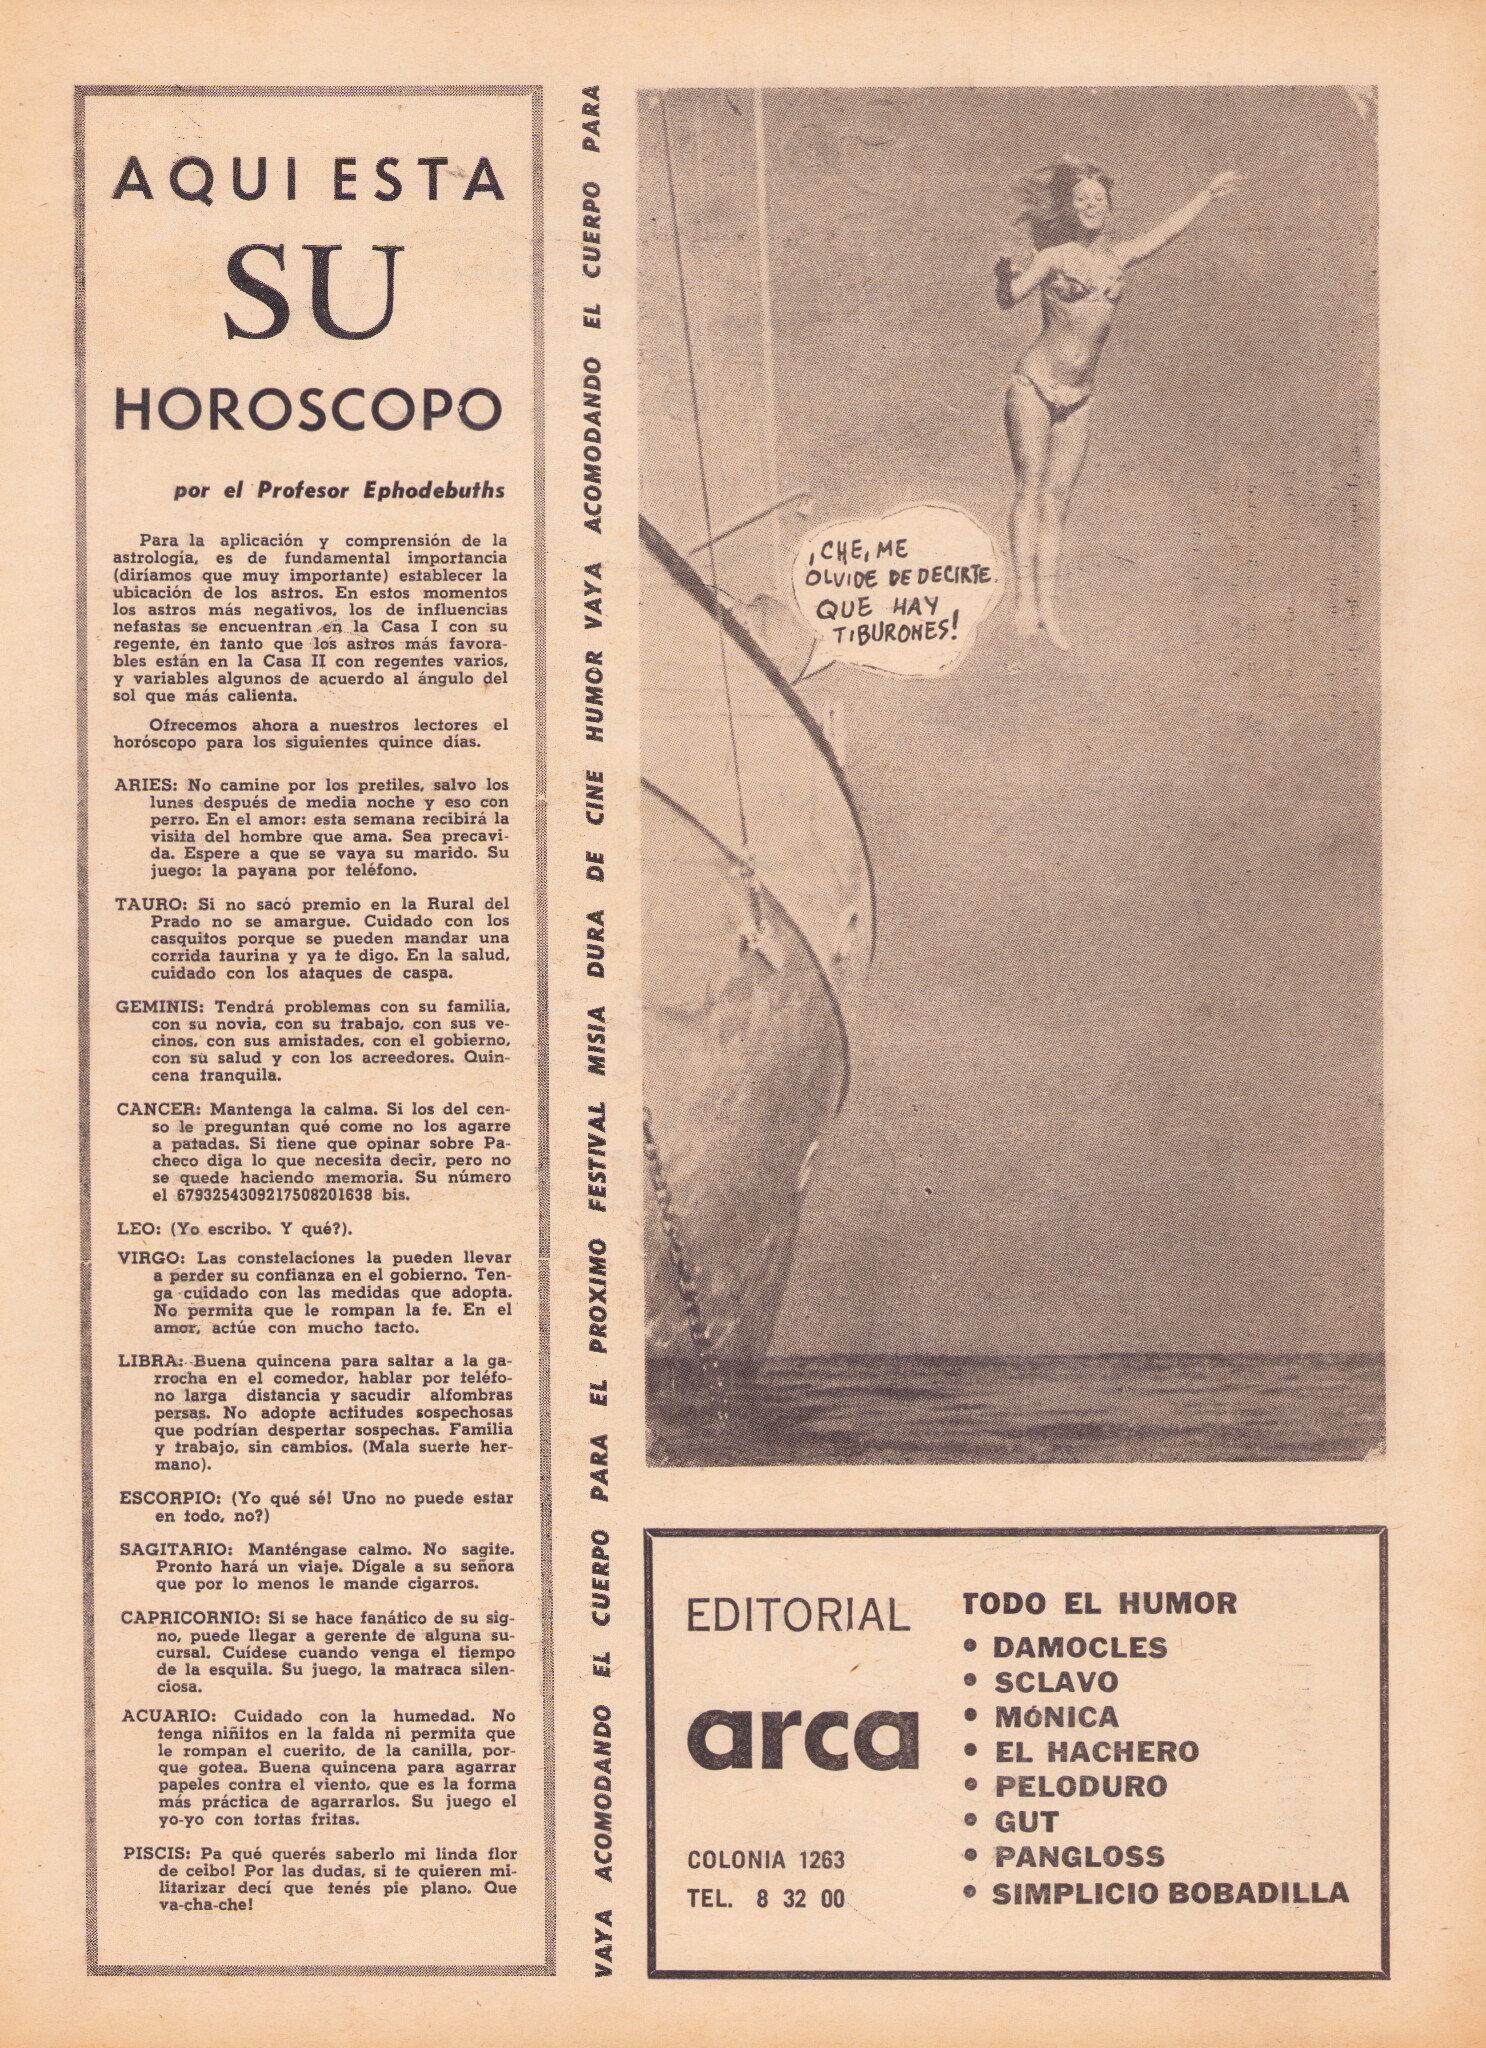 AQUI ESTA
SU
HOROSCOPO
por el Profesor Ephodebuths
Para la aplicación y comprensión de la
astrología, es de fundamental importancia
(diríamos que muy importante) establecer la
ubicación de los astros. En estos momentos
los astros más negativos, los de influencias
nefastas se encuentran en la Casa I con su
regente, en tanto que los astros más favora-
bles están en la Casa II con regentes varios,
y variables algunos de acuerdo al ángulo del
sol que más calienta.
Ofrecemos ahora a nuestros lectores el
horóscopo para los siguientes quince días.
ARIES: No camine por los pretiles, salvo los
lunes después de media noche y eso con
perro. En el amor: esta semana recibirá la
visita del hombre que ama. Sea precavi-
da. Espere a que se vaya su marido. Su
juego: la payana por teléfono.
TAURO: Si no sacó premio en la Rural del
Prado no se amargue. Cuidado con los
casquitos porque se pueden mandar una
corrida taurina y ya te digo. En la salud,
cuidado con los ataques de caspa.
GEMINIS: Tendrá problemas con su familia,
con su novia, con su trabajo, con sus ve-
cinos, con sus amistades, con el gobierno,
con su salud y con los acreedores. Quin-
cena tranquila.
CANCER: Mantenga la calma. Si los del cen-
so le preguntan qué come no los agarre
a patadas. Si tiene que opinar sobre Pa-
checo diga lo que necesita decir, pero no
se quede haciendo memoria. Su número
el 6793254309217508201638 bis.
LEO: (Yo escribo. Y qué?).
VIRGO: Las constelaciones la pueden llevar
a perder su confianza en el gobierno. Ten-
ga cuidado con las medidas que adopta.
No permita que le rompan la fe. En el
amor, actúe con mucho tacto.
LIBRA: Buena quincena para saltar a la ga-
rrocha en el comedor, hablar por teléfo-
no larga distancia y sacudir alfombras
persas. No adopte actitudes sospechosas
que podrían despertar sospechas. Familia
y trabajo, sin cambios. (Mala suerte her-
mano).
ESCORPIO: (Yo qué sé! Uno no puede estar
en todo, no?)
SAGITARIO: Manténgase calmo. No sagite.
Pronto hará un viaje. Dígale a su señora
que por lo menos le mande cigarros.
CAPRICORNIO: Si se hace fanático de su sig-
no, puede llegar a gerente de alguna su-
cursal. Cuídese cuando venga el tiempo
de la esquila. Su juego, la matraca silen-
ciosa.
ACUARIO: Cuidado con la humedad. No
tenga niñitos en la falda ni permita que
le rompan el cuerito, de la canilla, por-
que gotea. Buena quincena para agarrar
papeles contra el viento, que es la forma
más práctica de agarrarlos. Su juego el
yo-yo con tortas fritas.
PISCIS: Pa qué querés saberlo mi linda flor
de ceibo! Por las dudas, si te quieren mi-
litarizar decí que tenés pie plano. Que
va-cha-che!
VAYA ACOMODANDO EL CUERPO PARA EL PROXIMO FESTIVAL MISIA DURA DE CINE HUMOR VAYA ACOMODANDO EL CUERPO PARA
¡CHE, ME
OLVIDE DE DECIRTE
QUE HAY
TIBURONES!
EDITORIAL
arca
COLONIA 1263
TEL. 8 32 00
TODO EL HUMOR
• DAMOCLES
• SCLAVO
• MÓNICA
• EL HACHERO
• PELODURO
• GUT
• PANGLOSS
• SIMPLICIO BOBADILLA